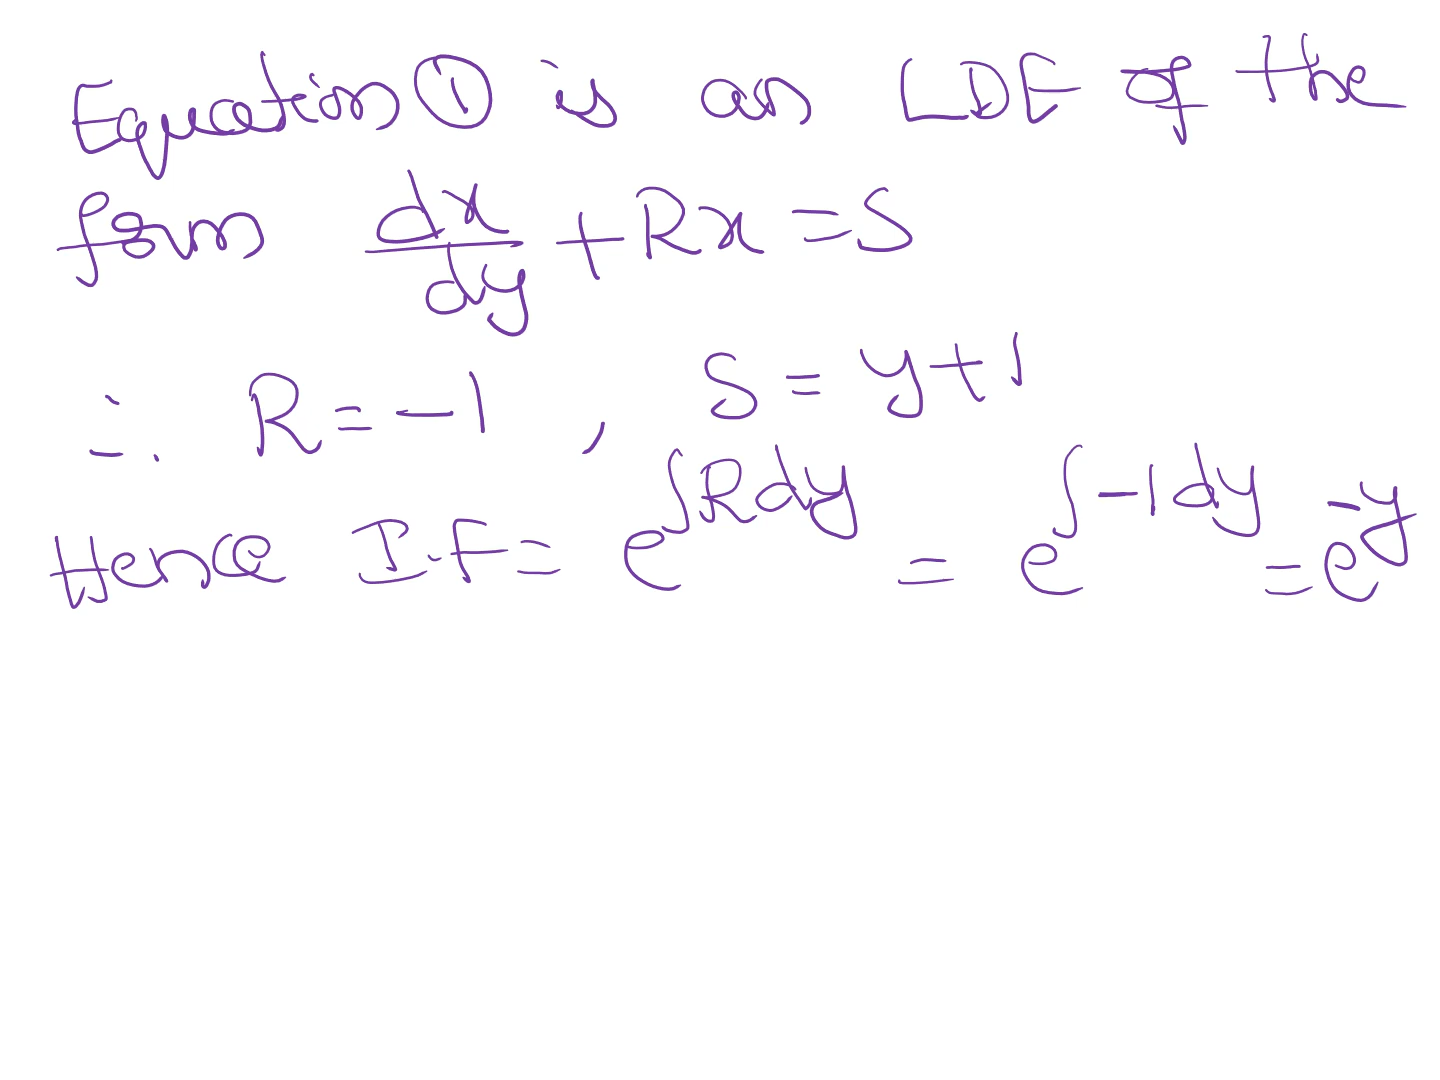 Equation ① is an LDE of the
form dx/dy + Rx = S
∴ R = -1 , S = y+1
Hence I.F = e^∫Rdy = e^∫-1dy = e^-y